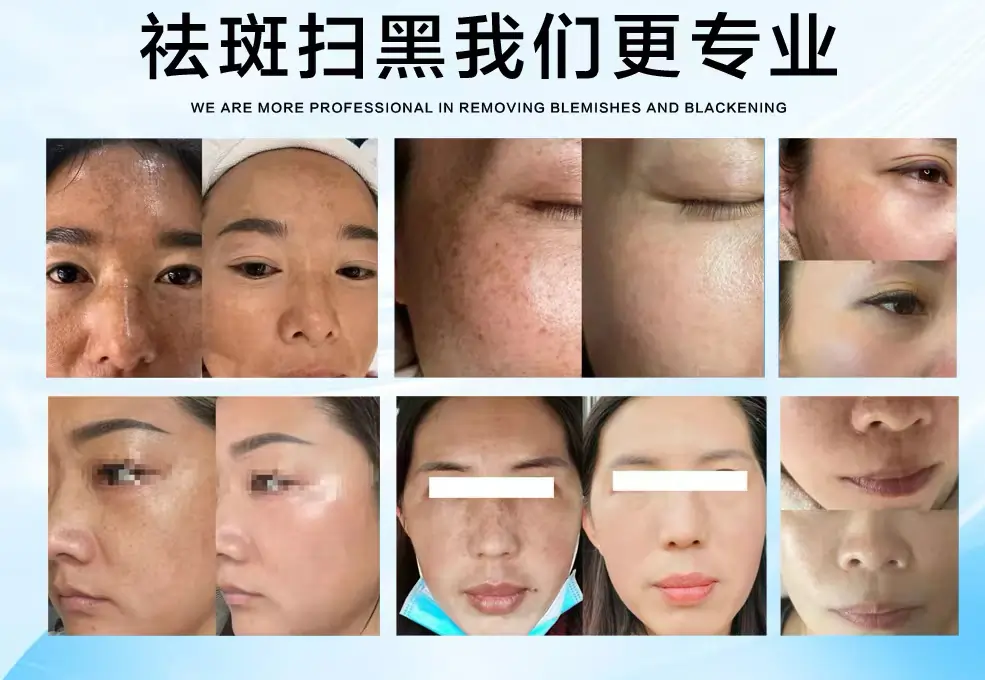 祛斑扫黑我们更专业
WE ARE MORE PROFESSIONAL IN REMOVING BLEMISHES AND BLACKENING